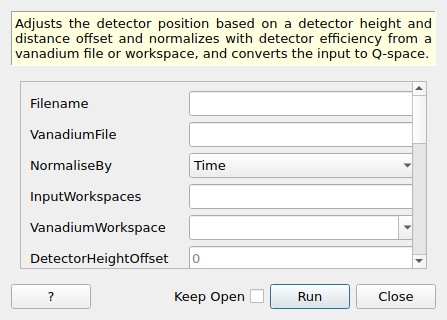 Adjusts the detector position based on a detector height and
distance offset and normalizes with detector efficiency from a
vanadium file or workspace, and converts the input to Q-space.
Filename
VanadiumFile
NormaliseBy Time
InputWorkspaces
VanadiumWorkspace
DetectorHeightOffset 0
? Keep Open Run Close